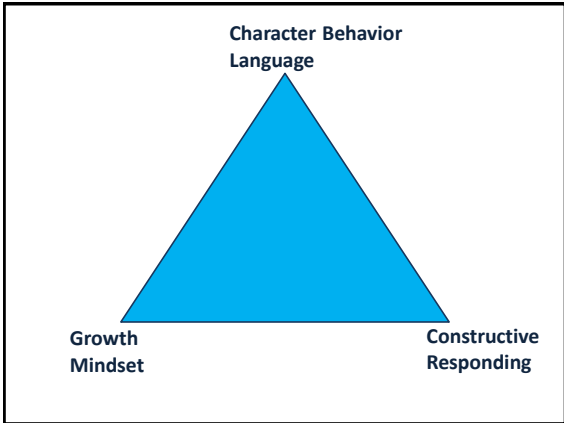 Character Behavior
Language
Growth
Mindset
Constructive
Responding